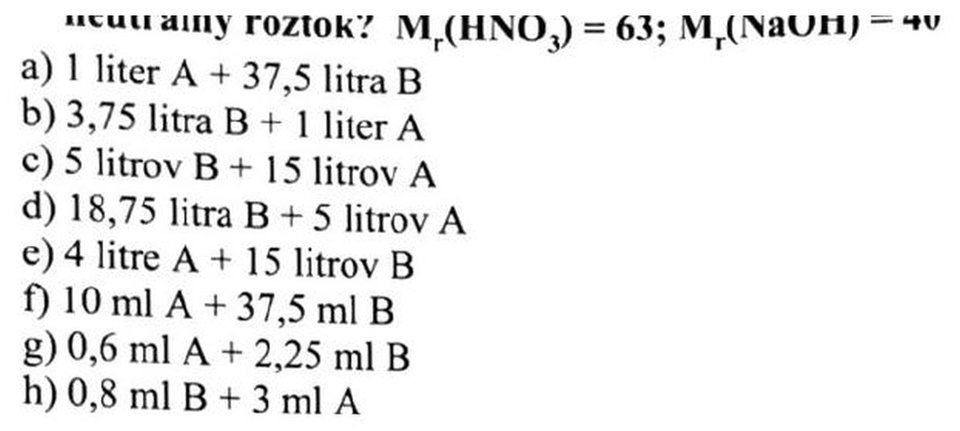 neutrálny roztok? Mᵣ(HNO₃) = 63; Mᵣ(NaOH) = 40
a) 1 liter A + 37,5 litra B
b) 3,75 litra B + 1 liter A
c) 5 litrov B + 15 litrov A
d) 18,75 litra B + 5 litrov A
e) 4 litre A + 15 litrov B
f) 10 ml A + 37,5 ml B
g) 0,6 ml A + 2,25 ml B
h) 0,8 ml B + 3 ml A